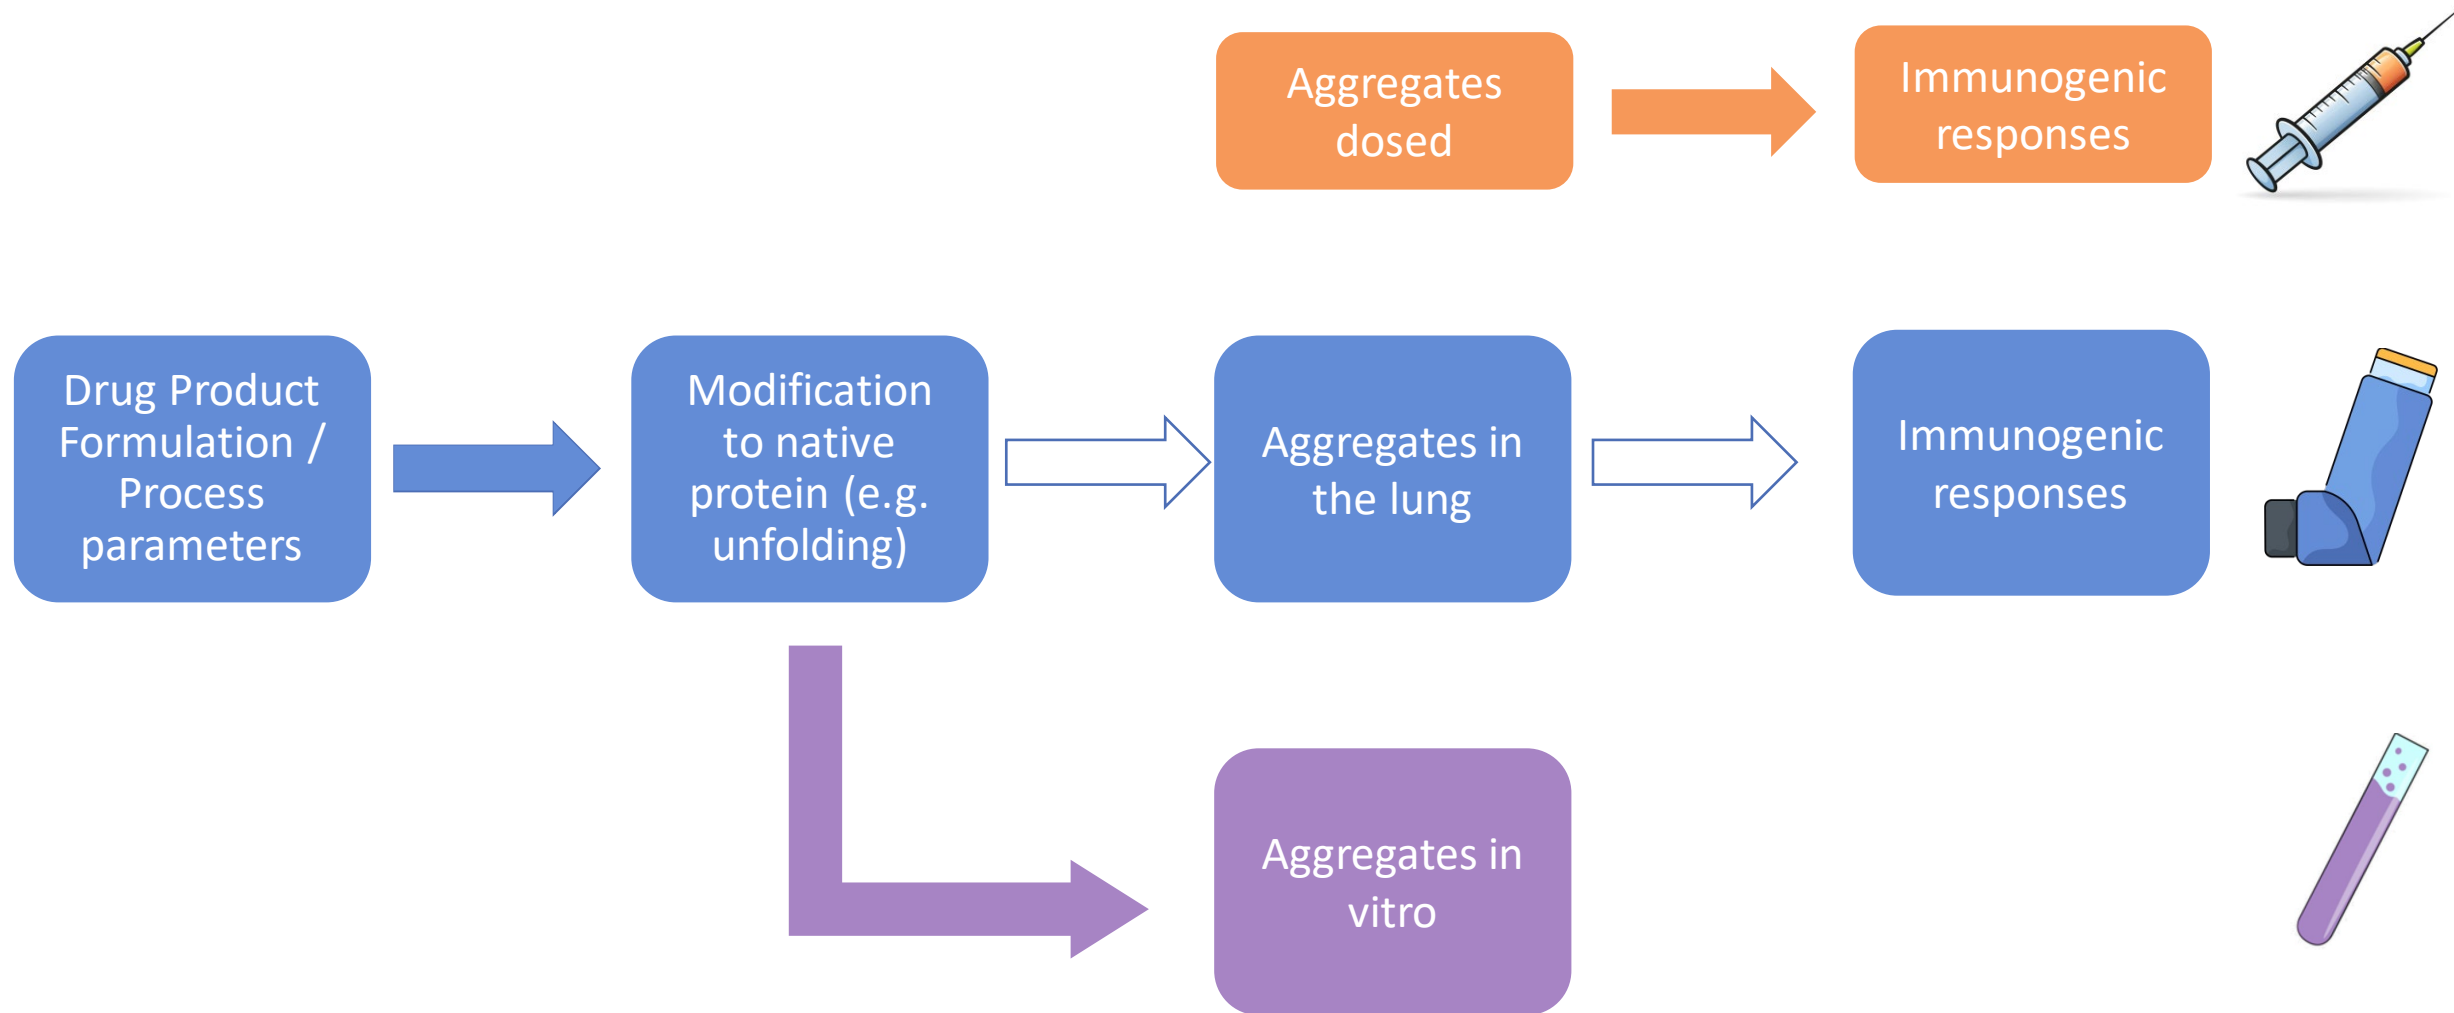 Aggregates
dosed
Immunogenic
responses
Drug Product
Formulation /
Process
parameters
Modification
to native
protein (e.g.
unfolding)
Aggregates in
the lung
Immunogenic
responses
Aggregates in
vitro